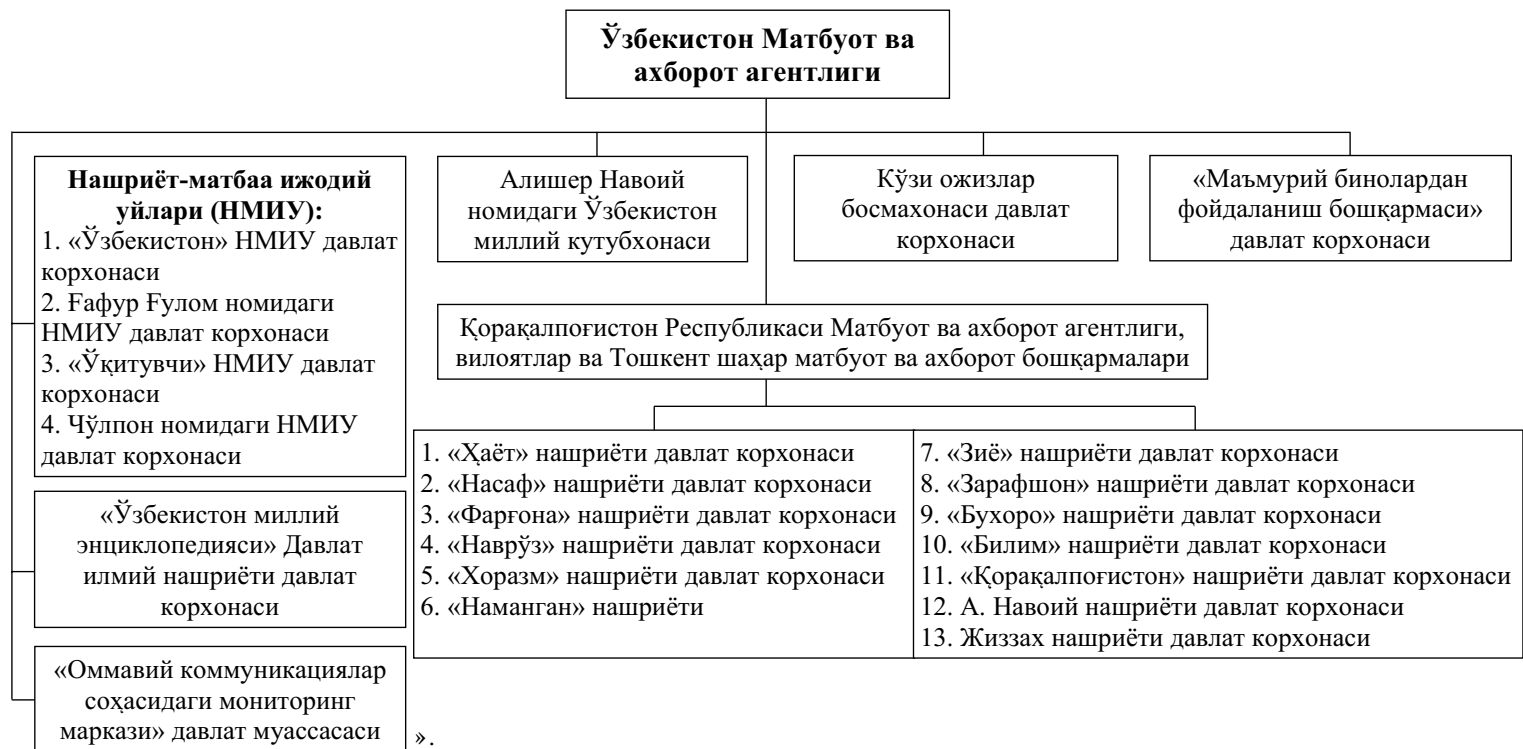 Ўзбекистон Матбуот ва
ахборот агентлиги
Нашриёт-матбаа ижодий
уйлари (НМИУ):
1. «Ўзбекистон» НМИУ давлат
корхонаси
2. Ғафур Ғулом номидаги
НМИУ давлат корхонаси
3. «Ўқитувчи» НМИУ давлат
корхонаси
4. Чўлпон номидаги НМИУ
давлат корхонаси
Алишер Навоий
номидаги Ўзбекистон
миллий кутубхонаси
Кўзи ожизлар
босмахонаси давлат
корхонаси
«Маъмурий бинолардан
фойдаланиш бошқармаси»
давлат корхонаси
Қорақалпоғистон Республикаси Матбуот ва ахборот агентлиги,
вилоятлар ва Тошкент шаҳар матбуот ва ахборот бошқармалари
1. «Ҳаёт» нашриёти давлат корхонаси
2. «Насаф» нашриёти давлат корхонаси
3. «Фарғона» нашриёти давлат корхонаси
4. «Наврўз» нашриёти давлат корхонаси
5. «Хоразм» нашриёти давлат корхонаси
6. «Наманган» нашриёти
7. «Зиё» нашриёти давлат корхонаси
8. «Зарафшон» нашриёти давлат корхонаси
9. «Бухоро» нашриёти давлат корхонаси
10. «Билим» нашриёти давлат корхонаси
11. «Қорақалпоғистон» нашриёти давлат корхонаси
12. А. Навоий нашриёти давлат корхонаси
13. Жиззах нашриёти давлат корхонаси
«Ўзбекистон миллий
энциклопедияси» Давлат
илмий нашриёти давлат
корхонаси
«Оммавий коммуникациялар
соҳасидаги мониторинг
маркази» давлат муассасаси
».